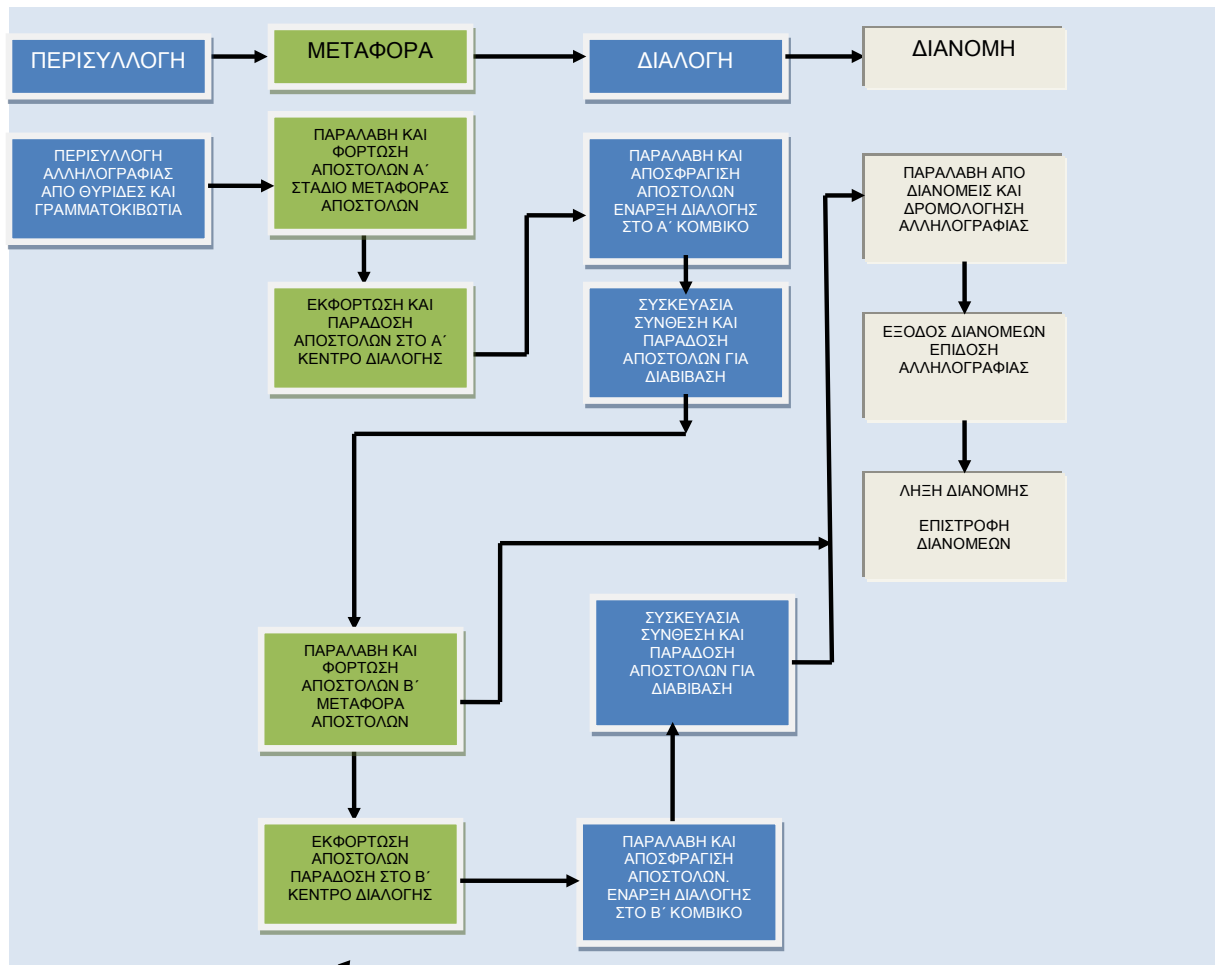 ΠΕΡΙΣΥΛΛΟΓΗ
ΜΕΤΑΦΟΡΑ
ΔΙΑΛΟΓΗ
ΔΙΑΝΟΜΗ
ΠΕΡΙΣΥΛΛΟΓΗ
ΑΛΛΗΛΟΓΡΑΦΙΑΣ
ΑΠΟ ΘΥΡΙΔΕΣ ΚΑΙ
ΓΡΑΜΜΑΤΟΚΙΒΩΤΙΑ
ΠΑΡΑΛΑΒΗ ΚΑΙ
ΦΟΡΤΩΣΗ
ΑΠΟΣΤΟΛΩΝ Α΄
ΣΤΑΔΙΟ ΜΕΤΑΦΟΡΑΣ
ΑΠΟΣΤΟΛΩΝ
ΠΑΡΑΛΑΒΗ ΚΑΙ
ΑΠΟΣΦΡΑΓΙΣΗ
ΑΠΟΣΤΟΛΩΝ
ΕΝΑΡΞΗ ΔΙΑΛΟΓΗΣ
ΣΤΟ Α΄ ΚΟΜΒΙΚΟ
ΠΑΡΑΛΑΒΗ ΑΠΟ
ΔΙΑΝΟΜΕΙΣ ΚΑΙ
ΔΡΟΜΟΛΟΓΗΣΗ
ΑΛΛΗΛΟΓΡΑΦΙΑΣ
ΕΚΦΟΡΤΩΣΗ ΚΑΙ
ΠΑΡΑΔΟΣΗ
ΑΠΟΣΤΟΛΩΝ ΣΤΟ Α΄
ΚΕΝΤΡΟ ΔΙΑΛΟΓΗΣ
ΣΥΣΚΕΥΑΣΙΑ
ΣΥΝΘΕΣΗ ΚΑΙ
ΠΑΡΑΔΟΣΗ
ΑΠΟΣΤΟΛΩΝ ΓΙΑ
ΔΙΑΒΙΒΑΣΗ
ΕΞΟΔΟΣ ΔΙΑΝΟΜΕΩΝ
ΕΠΙΔΟΣΗ
ΑΛΛΗΛΟΓΡΑΦΙΑΣ
ΛΗΞΗ ΔΙΑΝΟΜΗΣ
ΕΠΙΣΤΡΟΦΗ
ΔΙΑΝΟΜΕΩΝ
ΠΑΡΑΛΑΒΗ ΚΑΙ
ΦΟΡΤΩΣΗ
ΑΠΟΣΤΟΛΩΝ Β΄
ΜΕΤΑΦΟΡΑ
ΑΠΟΣΤΟΛΩΝ
ΣΥΣΚΕΥΑΣΙΑ
ΣΥΝΘΕΣΗ ΚΑΙ
ΠΑΡΑΔΟΣΗ
ΑΠΟΣΤΟΛΩΝ ΓΙΑ
ΔΙΑΒΙΒΑΣΗ
ΕΚΦΟΡΤΩΣΗ
ΑΠΟΣΤΟΛΩΝ
ΠΑΡΑΔΟΣΗ ΣΤΟ Β΄
ΚΕΝΤΡΟ ΔΙΑΛΟΓΗΣ
ΠΑΡΑΛΑΒΗ ΚΑΙ
ΑΠΟΣΦΡΑΓΙΣΗ
ΑΠΟΣΤΟΛΩΝ.
ΕΝΑΡΞΗ ΔΙΑΛΟΓΗΣ
ΣΤΟ Β΄ ΚΟΜΒΙΚΟ